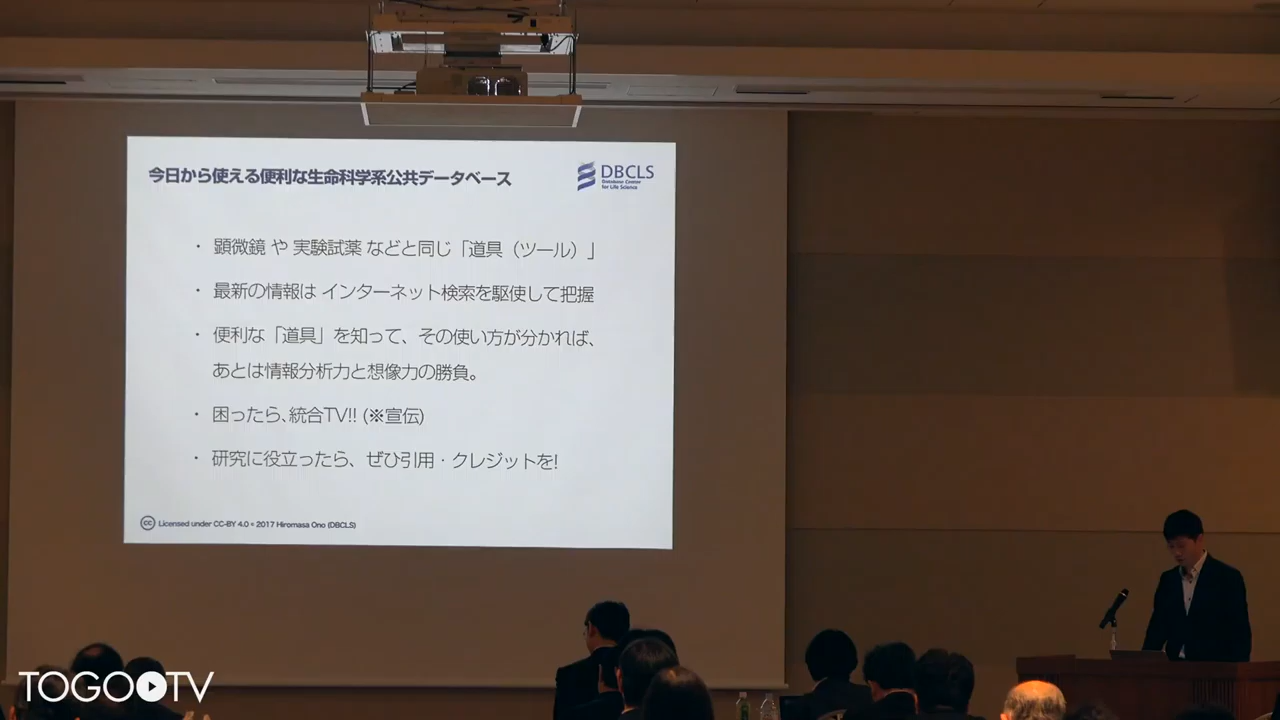 今日から使える便利な生命科学系公共データベース
DBCLS
Database Center
for Life Science
・ 顕微鏡 や 実験試薬 などと同じ「道具（ツール）」
・ 最新の情報は インターネット検索を駆使して把握
・ 便利な「道具」を知って、その使い方が分かれば、
あとは情報分析力と想像力の勝負。
・ 困ったら、統合TV!! (※宣伝)
・ 研究に役立ったら、ぜひ引用・クレジットを!
cc Licensed under CC-BY 4.0 © 2017 Hiromasa Ono (DBCLS)
TOGO TV